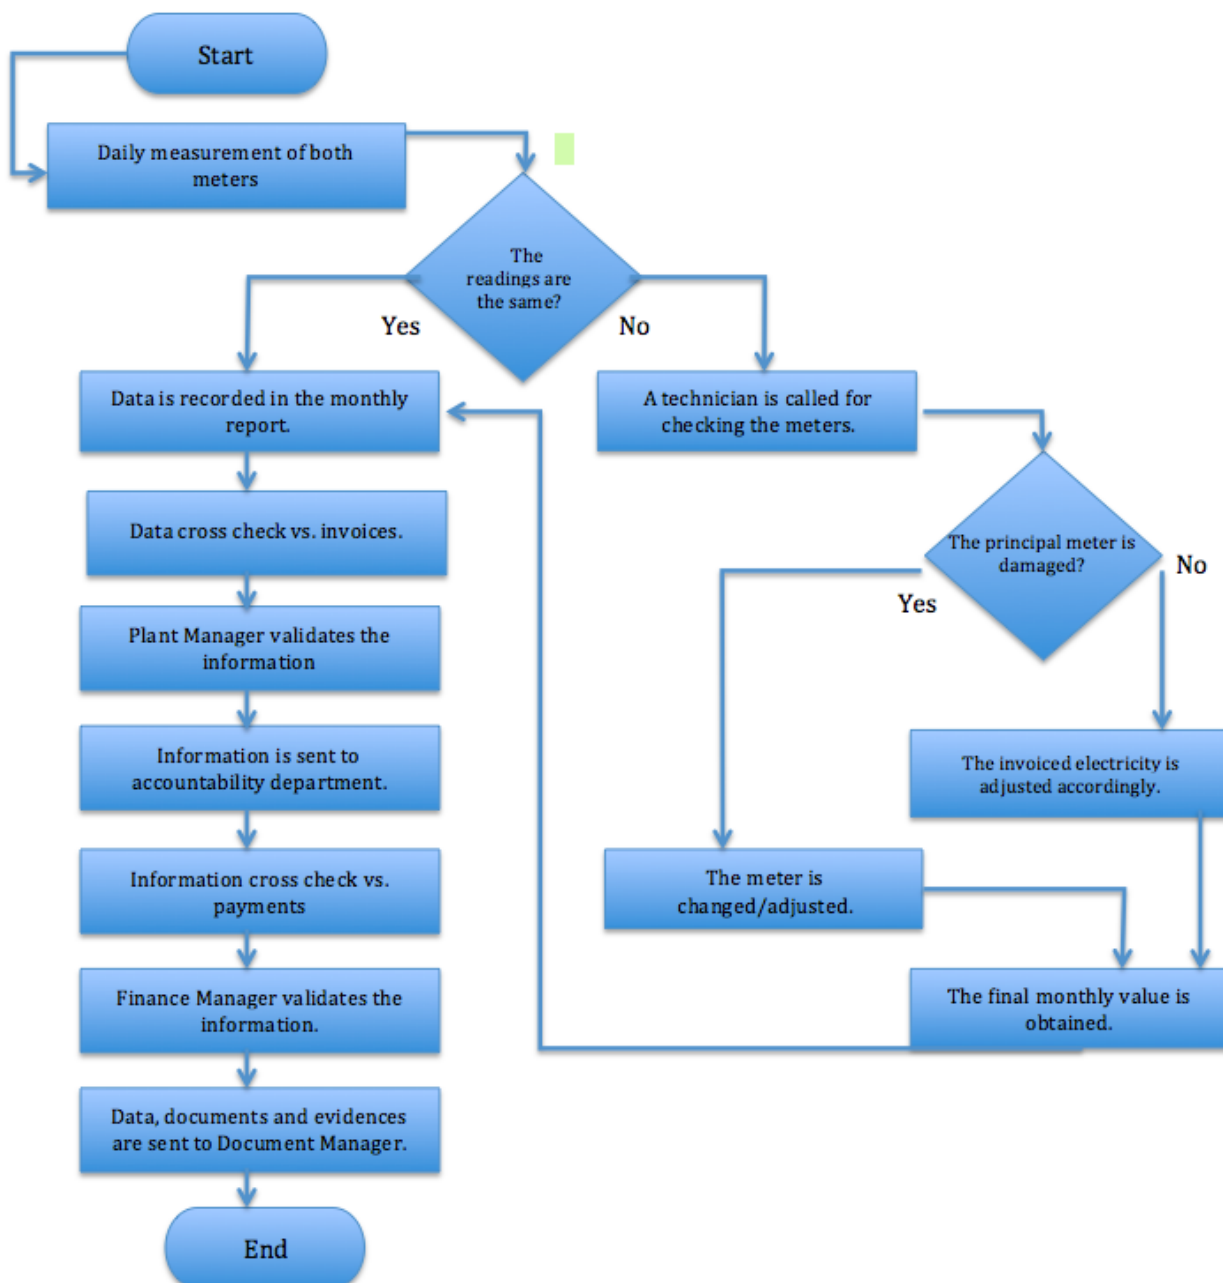 Start
Daily measurement of both
meters
The
readings are
the same?
Yes
No
Data is recorded in the monthly
report.
A technician is called for
checking the meters.
Data cross check vs. invoices.
The principal meter is
damaged?
No
Yes
Plant Manager validates the
information
Information is sent to
accountability department.
The invoiced electricity is
adjusted accordingly.
Information cross check vs.
payments
The meter is
changed/adjusted.
Finance Manager validates the
information.
The final monthly value is
obtained.
Data, documents and evidences
are sent to Document Manager.
End